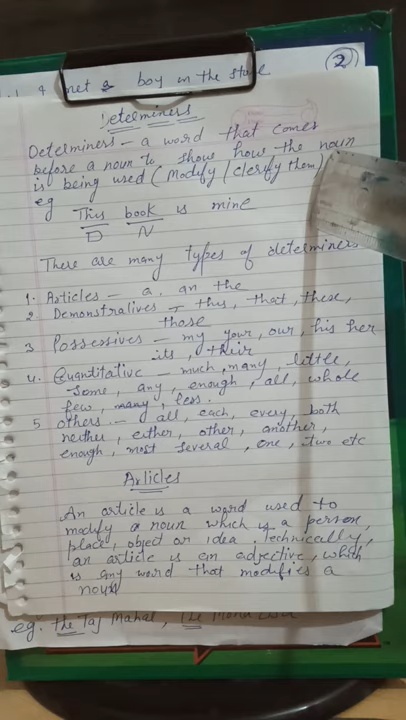 met a boy in the store
2
Determiners
Determiners - a word that comes
before a noun to show how the noun
is being used (Modify / clerify them)
eg This book is mine
D N
There are many types of determiners
1. Articles - a, an the
2 Demonstratives - this, that, these,
those
3 Possessives - my your, our, his her
its, their
4. Quantitative - much, many, little,
some, any, enough, all, whole
few, many, less.
5 others - all, each, every, both
neither, either, other, another,
enough, most several, one, two etc
Articles
An article is a word used to
modify a noun which is a person,
place, object or idea. Technically,
an article is an adjective, which
is any word that modifies a
noun
eg. the Taj Mahal, The Mona